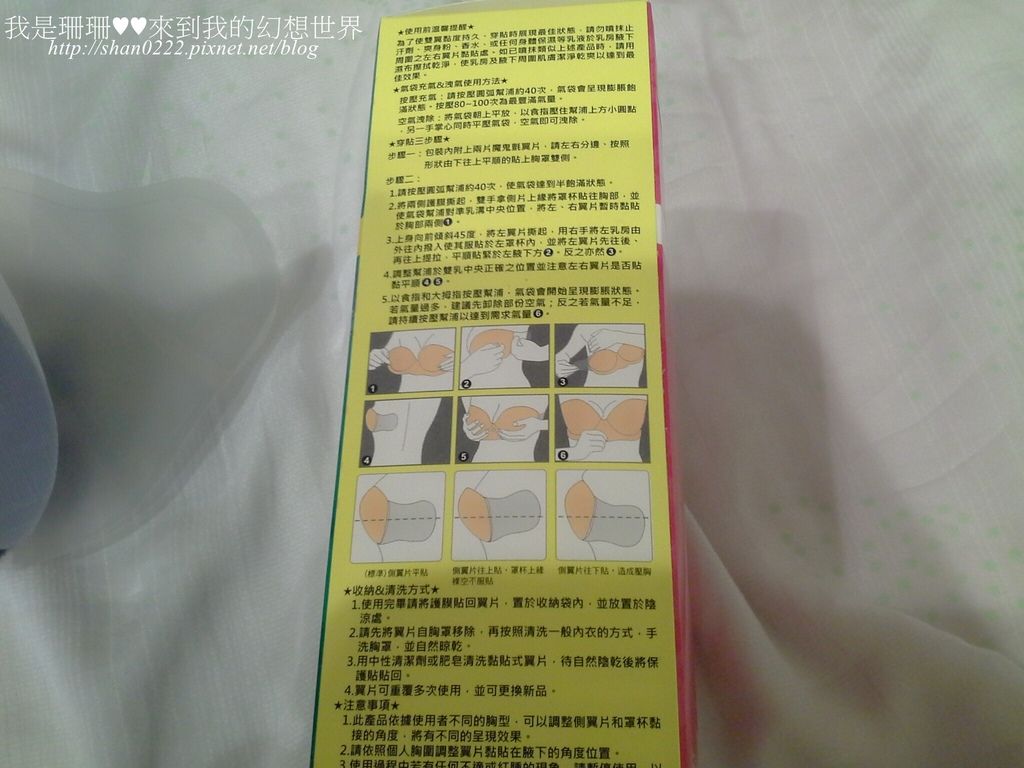 我是珊珊♥♥來到我的幻想世界
http://shan0222.pixnet.net/blog
★使用前溫馨提醒★
為了使雙翼黏度持久、穿貼時展現最佳狀態，請勿噴抹止
汗劑、爽身粉、香水、或任何身體保濕等乳液於乳房腋下
周圍之左右翼片黏貼處。如已噴抹類似上述產品時，請用
濕布擦拭乾淨，使乳房及腋下周圍肌膚潔淨乾爽以達到最
佳效果。
★氣袋充氣&洩氣使用方法★
按壓充氣：請按壓圓弧幫浦約40次，氣袋會呈現膨脹飽
滿狀態。按壓80~100次為最豐滿氣量。
空氣洩除：將氣袋朝上平放，以食指壓住幫浦上方小圓點
，另一手掌心同時平壓氣袋，空氣即可洩除。
★穿貼三步驟★
步驟一：包裝內附上兩片魔鬼氈翼片，請左右分邊、按照
形狀由下往上平順的貼上胸罩雙側。
步驟二：
1.請按壓圓弧幫浦約40次，使氣袋達到半飽滿狀態。
2.將兩側護膜撕起，雙手拿側片上緣將罩杯貼往胸部，並
使氣袋幫浦對準乳溝中央位置，將左、右翼片暫時黏貼
於胸部兩側❶。
3.上身向前傾斜45度，將左翼片撕起，用右手將左乳房由
外往內撥入使其服貼於左罩杯內，並將左翼片先往後、
再往上提拉，平順貼緊於左腋下方❷。反之亦然❸。
4.調整幫浦於雙乳中央正確之位置並注意左右翼片是否貼
黏平順❹❺。
5.以食指和大拇指按壓幫浦，氣袋會開始呈現膨脹狀態。
若氣量過多，建議先卸除部份空氣；反之若氣量不足，
請持續按壓幫浦以達到需求氣量❻。
❶ ❷ ❸
❹ ❺ ❻
(標準)側翼片平貼
側翼片往上貼，罩杯上緣
裸空不服貼
側翼片往下貼，造成壓胸
★收納&清洗方式★
1.使用完畢請將護膜貼回翼片，置於收納袋內，並放置於陰
涼處。
2.請先將翼片自胸罩移除，再按照清洗一般內衣的方式，手
洗胸罩，並自然晾乾。
3.用中性清潔劑或肥皂清洗黏貼式翼片，待自然陰乾後將保
護貼貼回。
4.翼片可重覆多次使用，並可更換新品。
★注意事項★
1.此產品依據使用者不同的胸型，可以調整側翼片和罩杯黏
接的角度，將有不同的呈現效果。
2.請依照個人胸圍調整翼片黏貼在腋下的角度位置。
3.使用過程中若有任何不適或紅腫的現象，請暫停使用，以